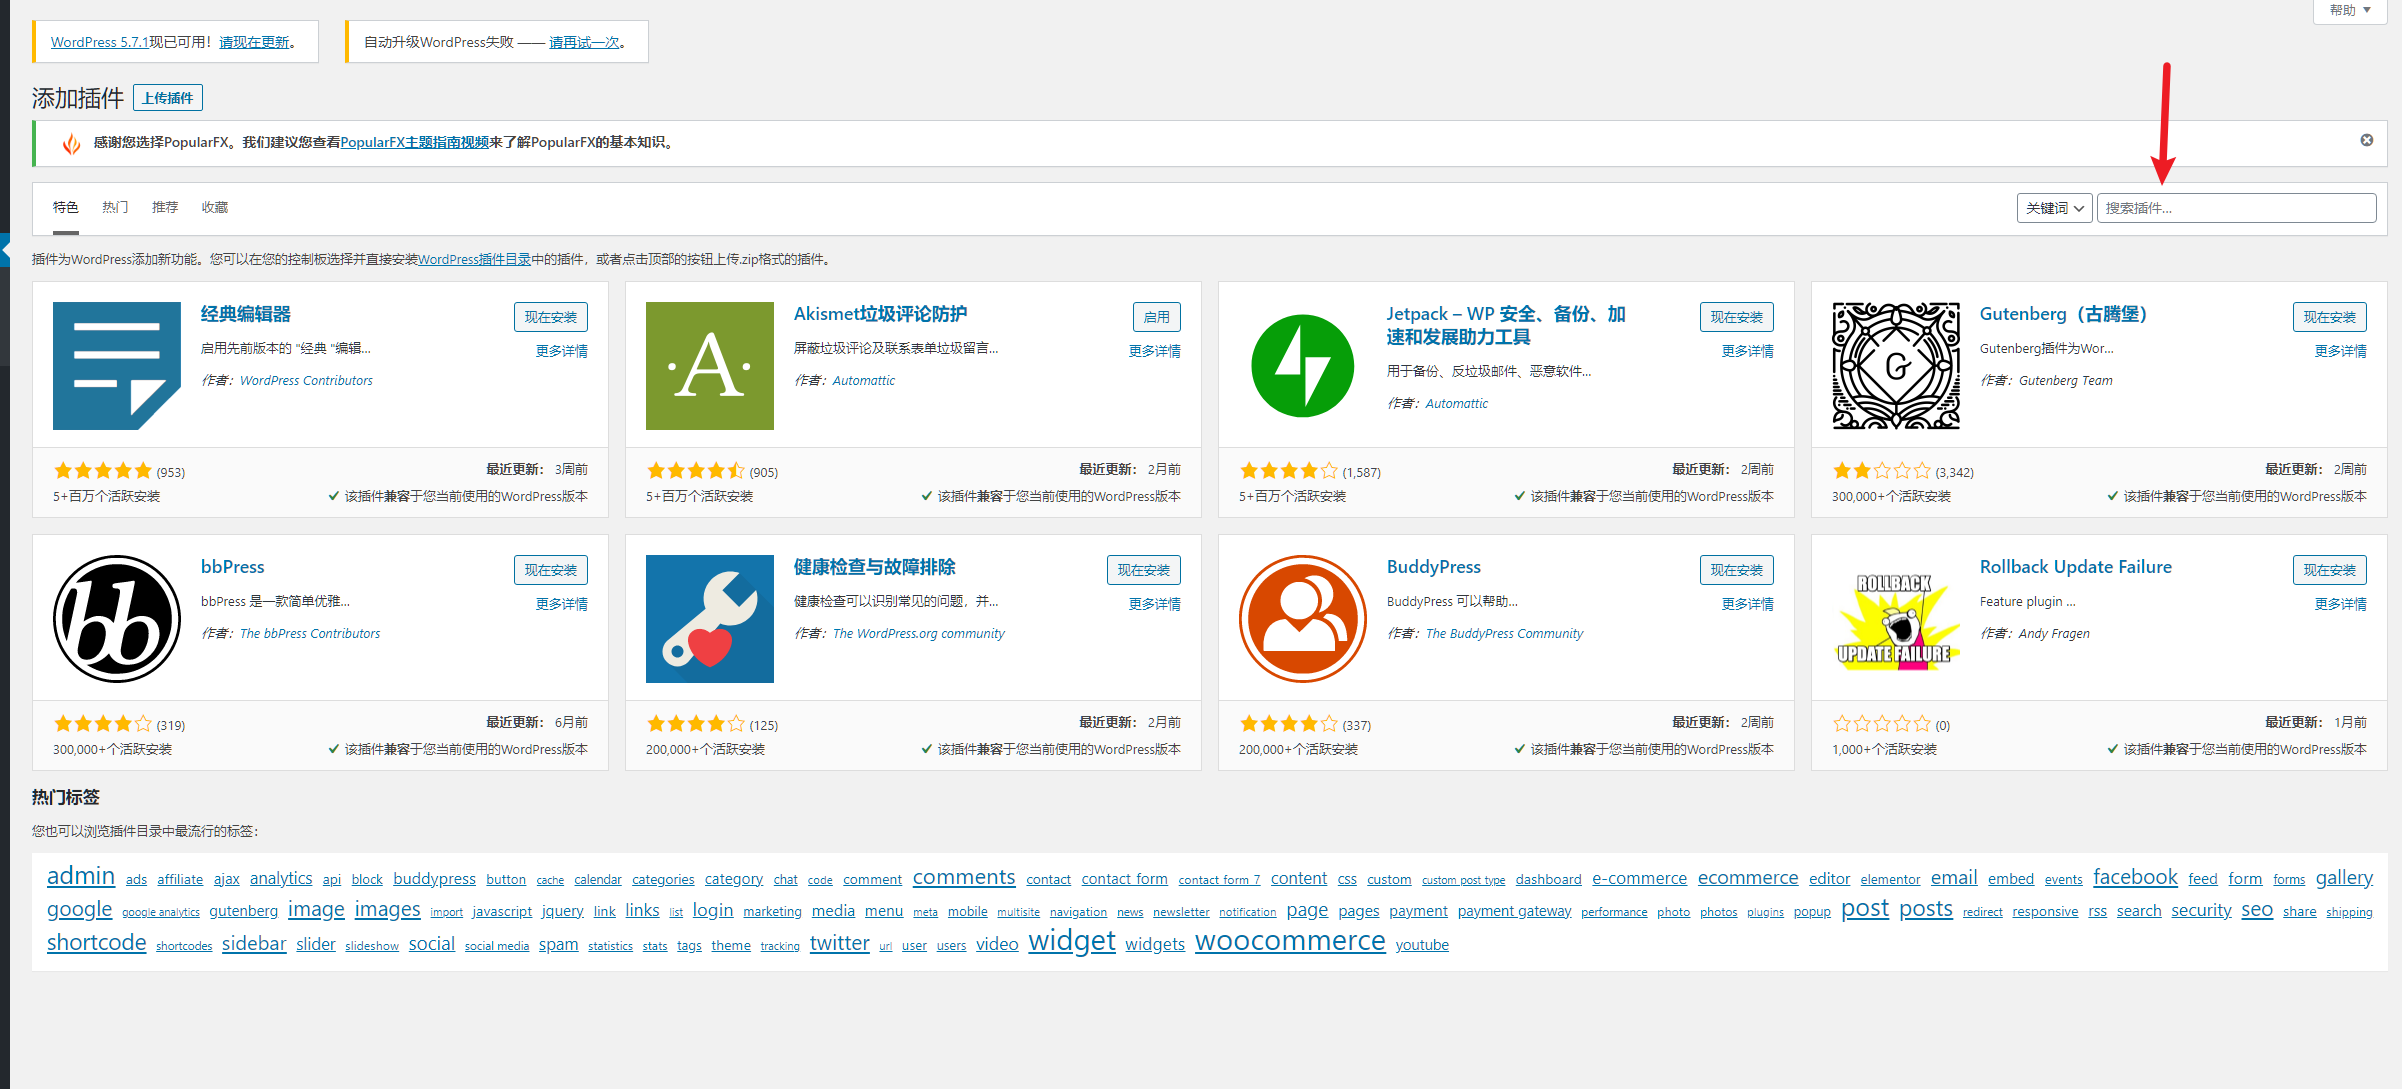 帮助
WordPress 5.7.1现已可用！请现在更新。
自动升级WordPress失败 —— 请再试一次。
添加插件 上传插件
感谢您选择PopularFX。我们建议您查看PopularFX主题指南视频来了解PopularFX的基本知识。
特色 热门 推荐 收藏 关键词 搜索插件...
插件为WordPress添加新功能。您可以在您的控制板选择并直接安装WordPress插件目录中的插件，或者点击顶部的按钮上传.zip格式的插件。
经典编辑器
现在安装
启用先前版本的 "经典 "编辑...
更多详情
作者：WordPress Contributors
(953)
最近更新： 3周前
5+百万个活跃安装
该插件兼容于您当前使用的WordPress版本
Akismet垃圾评论防护
启用
屏蔽垃圾评论及联系表单垃圾留言...
更多详情
作者：Automattic
(905)
最近更新： 2月前
5+百万个活跃安装
该插件兼容于您当前使用的WordPress版本
Jetpack – WP 安全、备份、加
速和发展助力工具
现在安装
更多详情
用于备份、反垃圾邮件、恶意软件...
作者：Automattic
(1,587)
最近更新： 2周前
5+百万个活跃安装
该插件兼容于您当前使用的WordPress版本
G
Gutenberg（古腾堡）
现在安装
Gutenberg插件为Wor...
更多详情
作者：Gutenberg Team
(3,342)
最近更新： 2周前
300,000+个活跃安装
该插件兼容于您当前使用的WordPress版本
bb
bbPress
现在安装
bbPress 是一款简单优雅...
更多详情
作者：The bbPress Contributors
(319)
最近更新： 6月前
300,000+个活跃安装
该插件兼容于您当前使用的WordPress版本
健康检查与故障排除
现在安装
健康检查可以识别常见的问题，并...
更多详情
作者：The WordPress.org community
(125)
最近更新： 2月前
200,000+个活跃安装
该插件兼容于您当前使用的WordPress版本
BuddyPress
现在安装
BuddyPress 可以帮助...
更多详情
作者：The BuddyPress Community
(337)
最近更新： 2周前
200,000+个活跃安装
该插件兼容于您当前使用的WordPress版本
ROLLBACK
UPDATE FAILURE
Rollback Update Failure
现在安装
Feature plugin ...
更多详情
作者：Andy Fragen
(0)
最近更新： 1月前
1,000+个活跃安装
该插件兼容于您当前使用的WordPress版本
热门标签
您也可以浏览插件目录中最流行的标签：
admin ads affiliate ajax analytics api block buddypress button cache calendar categories category chat code comment comments contact contact form contact form 7 content css custom custom post type dashboard e-commerce ecommerce editor elementor email embed events facebook feed form forms gallery
google google analytics gutenberg image images import javascript jquery link links list login marketing media menu meta mobile multisite navigation news newsletter notification page pages payment payment gateway performance photo photos plugins popup post posts redirect responsive rss search security seo share shipping
shortcode shortcodes sidebar slider slideshow social social media spam statistics stats tags theme tracking twitter url user users video widget widgets woocommerce youtube